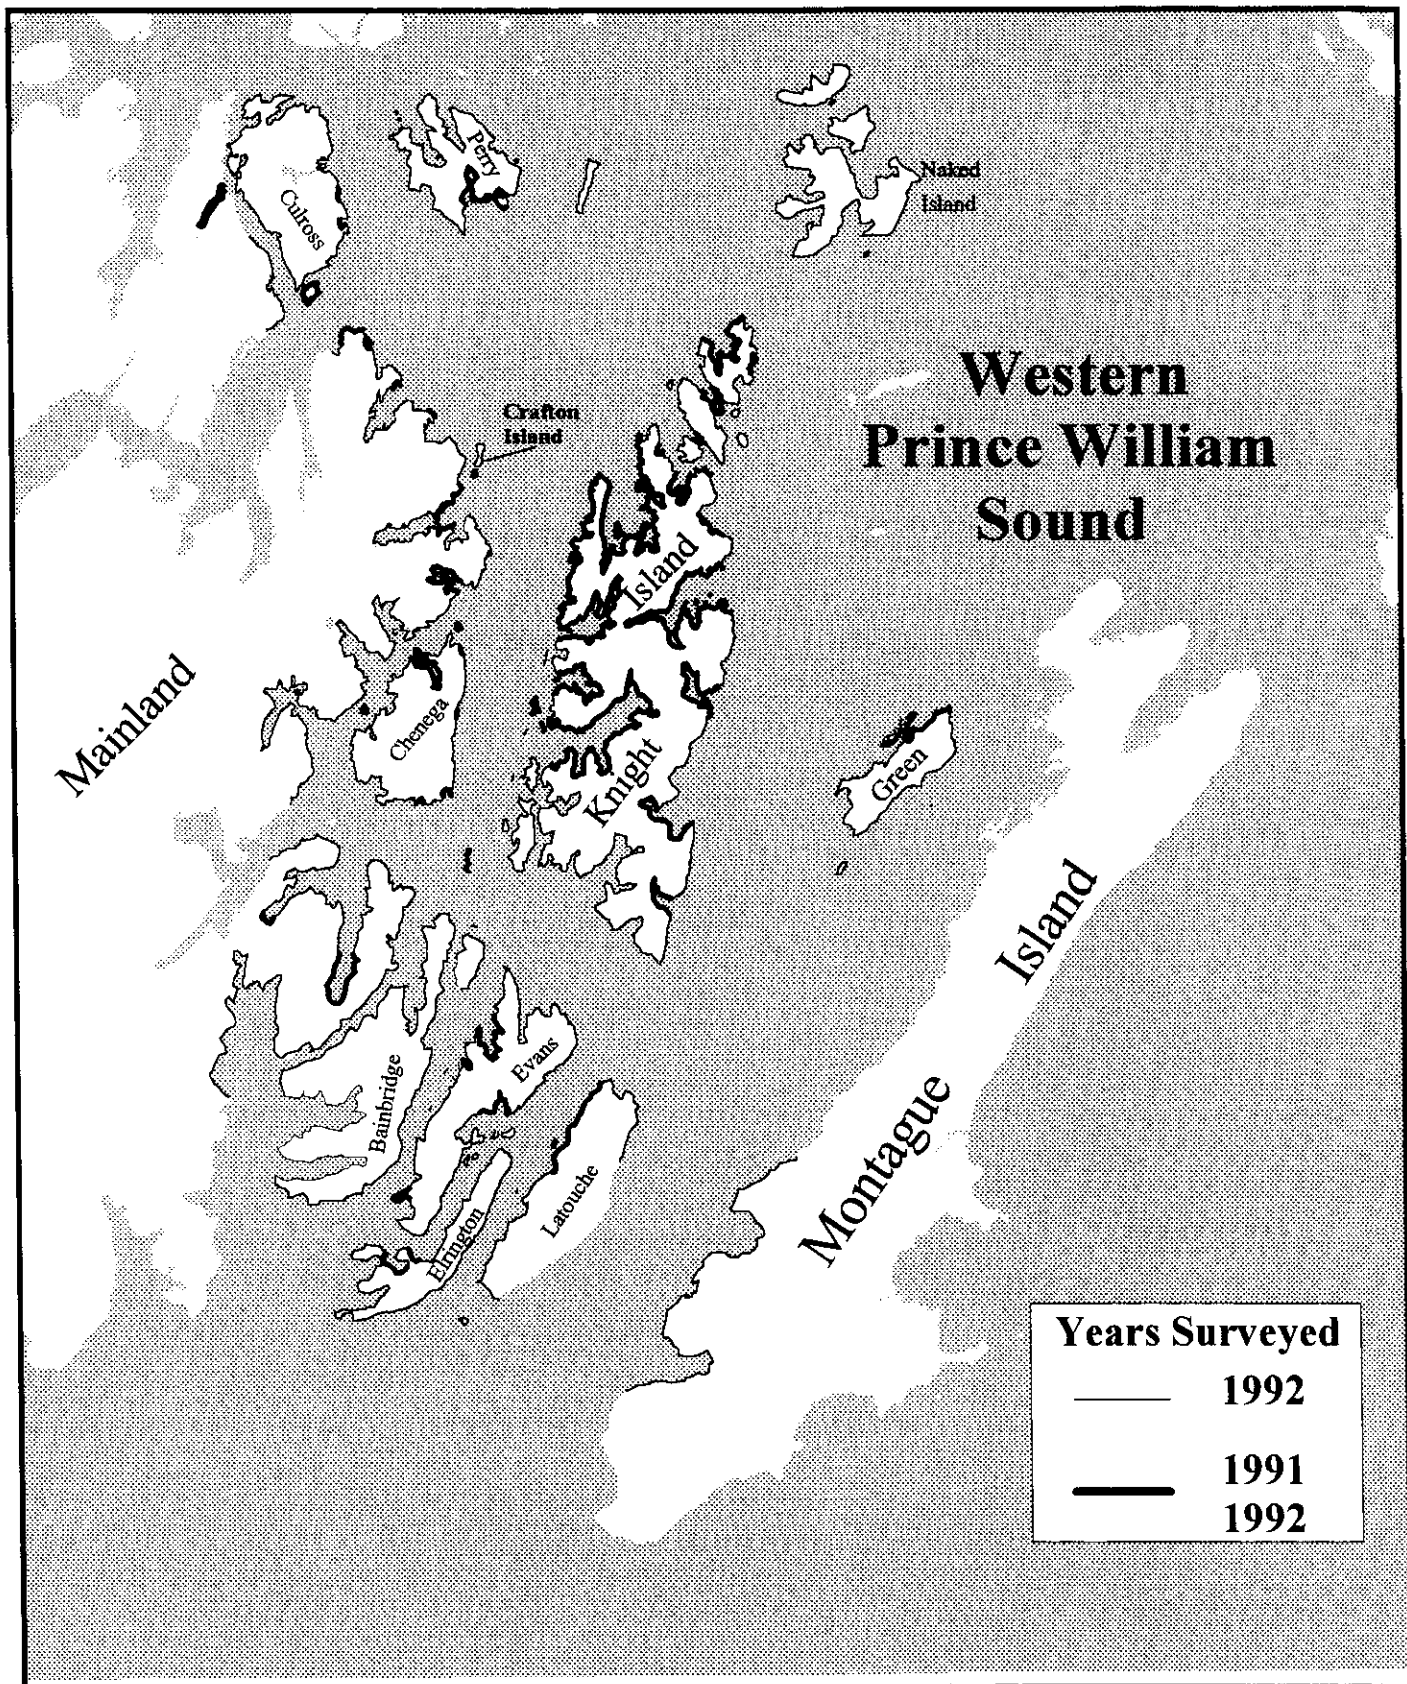 Perry
Culross
Naked
Island
Western
Prince William
Sound
Crafton
Island
Island
Mainland
Chenega
Knight
Green
Island
Evans
Bainbridge
Montague
Latouche
Elrington
Years Surveyed
1992
1991
1992